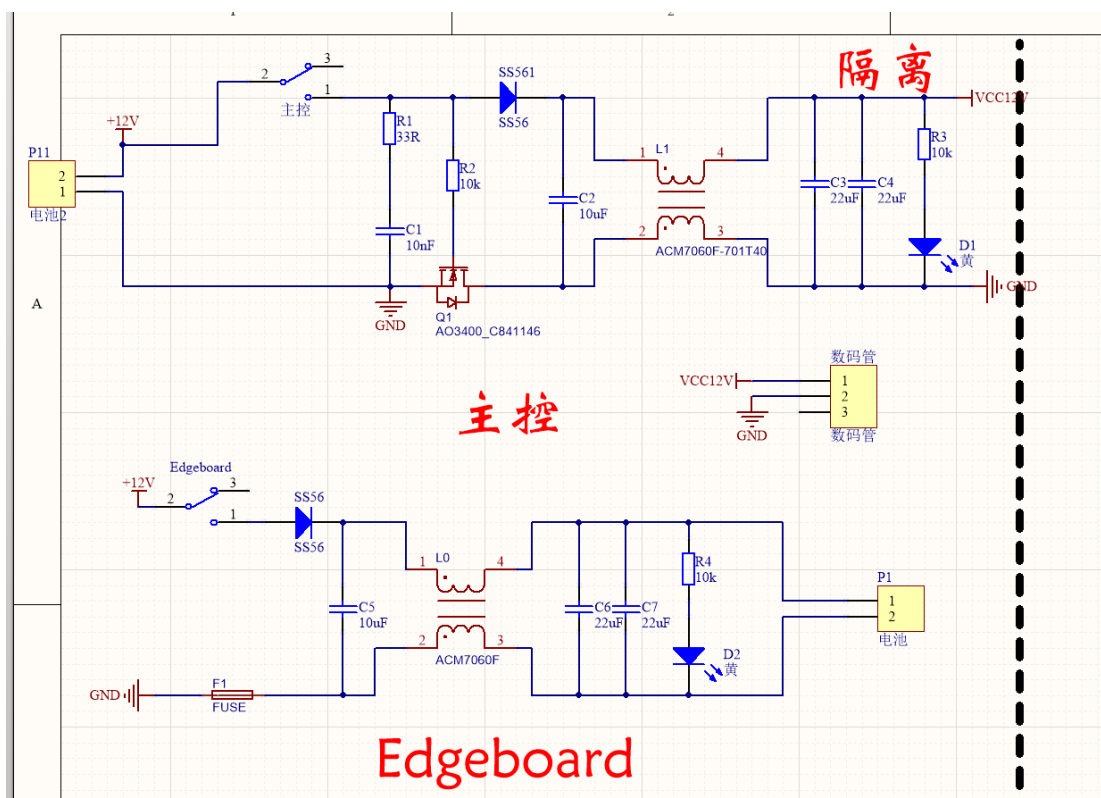 2
隔离
SS561
3
2
1
主控
SS56
+12V
R1
33R
R2
10k
P11
2
1
电池2
C1
10nF
C2
10uF
L1
1
4
2
3
ACM7060F-701T40
C3
22uF
C4
22uF
R3
10k
VCC12V
D1
黄
GND
A
GND
Q1
AO3400_C841146
数码管
VCC12V
1
2
3
GND
数码管
主控
Edgeboard
+12V
3
2
1
SS56
SS56
L0
1
4
2
3
ACM7060F
C5
10uF
C6
22uF
C7
22uF
R4
10k
D2
黄
P1
1
2
电池
GND
F1
FUSE
Edgeboard